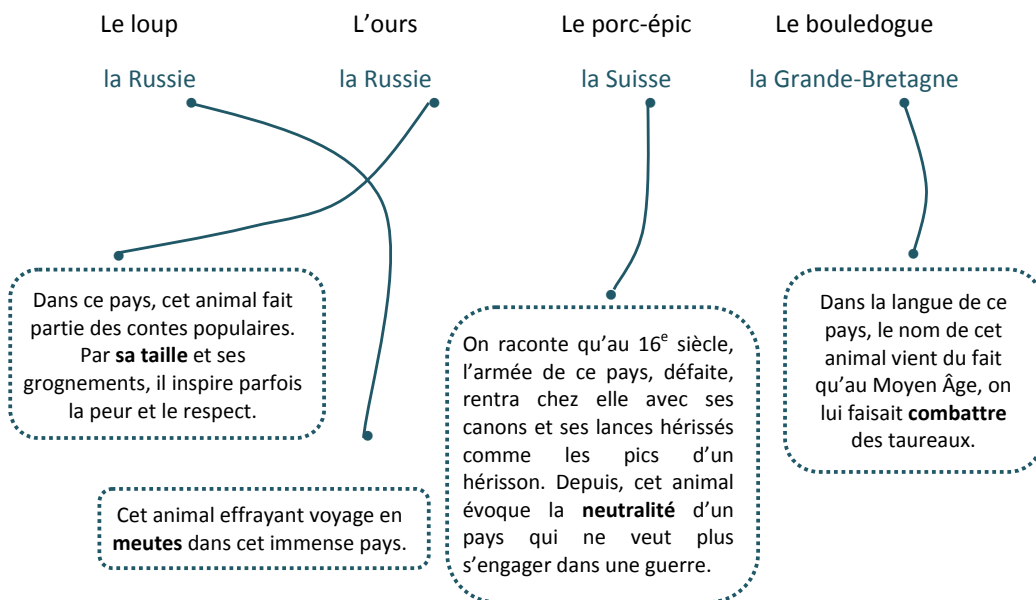 Le loup L'ours Le porc-épic Le bouledogue
la Russie la Russie la Suisse la Grande-Bretagne
Dans ce pays, cet animal fait
partie des contes populaires.
Par sa taille et ses
grognements, il inspire parfois
la peur et le respect.
Cet animal effrayant voyage en
meutes dans cet immense pays.
On raconte qu'au 16e siècle,
l'armée de ce pays, défaite,
rentra chez elle avec ses
canons et ses lances hérissés
comme les pics d'un
hérisson. Depuis, cet animal
évoque la neutralité d'un
pays qui ne veut plus
s'engager dans une guerre.
Dans la langue de ce
pays, le nom de cet
animal vient du fait
qu'au Moyen Âge, on
lui faisait combattre
des taureaux.